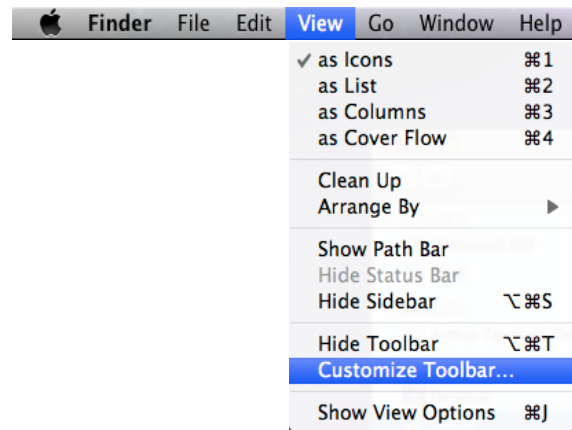 Finder File Edit View Go Window Help
✓ as Icons ⌘1
as List ⌘2
as Columns ⌘3
as Cover Flow ⌘4
Clean Up
Arrange By ▶
Show Path Bar
Hide Status Bar
Hide Sidebar ⌥⌘S
Hide Toolbar ⌥⌘T
Customize Toolbar...
Show View Options ⌘J